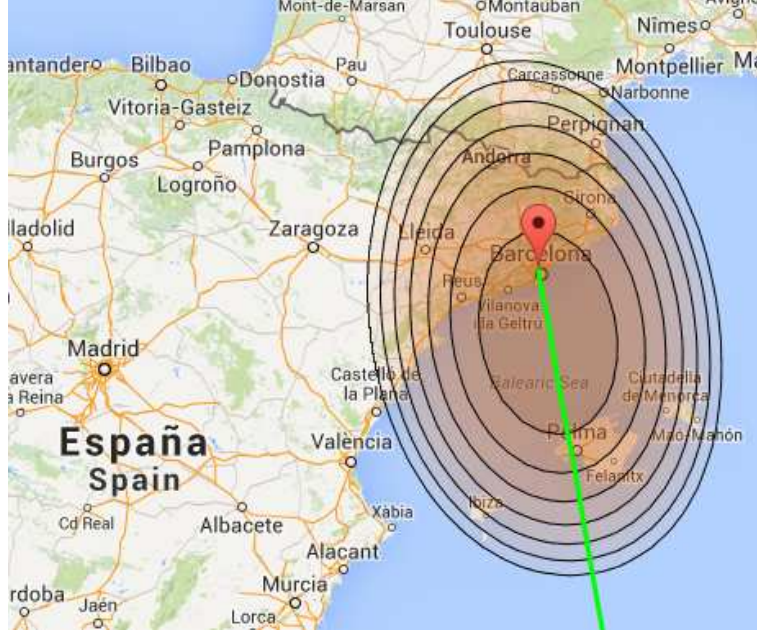 Mont-de-Marsan
Montauban
Toulouse
Nîmes
antander
Bilbao
Donostia
Pau
Carcassonne
Montpellier
Narbonne
Vitoria-Gasteiz
Perpignan
Pamplona
Andorra
Burgos
Logroño
Girona
lladolid
Zaragoza
Lleida
Barcelona
Reus
Vilanova
i la Geltrú
Madrid
avera
a Reina
Castelló de
la Plana
Balearic Sea
Ciutadella
de Menorca
Maó-Mahón
España
Spain
València
Palma
Felanitx
Ibiza
Cd Real
Albacete
Xàbia
Alacant
Murcia
rdoba
Jaén
Lorca